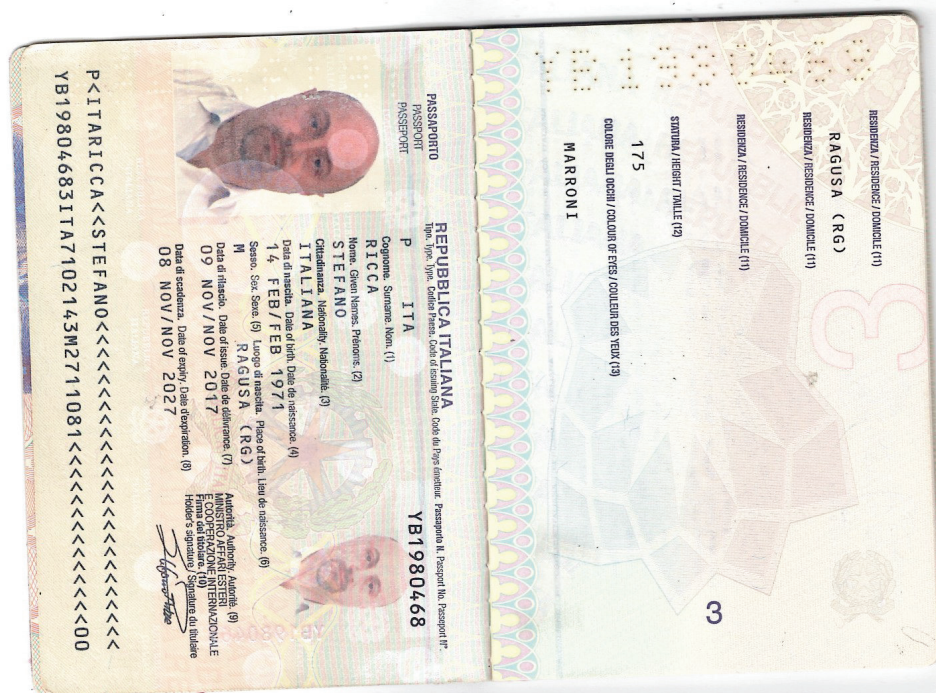 RESIDENZA / RESIDENCE / DOMICILE (11)
RAGUSA (RG)
RESIDENZA / RESIDENCE / DOMICILE (11)
RESIDENZA / RESIDENCE / DOMICILE (11)
STATURA / HEIGHT / TAILLE (12)
175
COLORE DEGLI OCCHI / COLOUR OF EYES / COULEUR DES YEUX (13)
MARRONI
3
REPUBBLICA ITALIANA
PASSAPORTO
PASSPORT
PASSEPORT
Tipo. Type. Type. Codice Paese. Code of issuing State. Code du Pays émetteur. Passaporto N. Passport No. Passeport N°.
P ITA YB1980468
Cognome. Surname. Nom. (1)
RICCA
Nome. Given Names. Prénoms. (2)
STEFANO
Cittadinanza. Nationality. Nationalité. (3)
ITALIANA
Data di nascita. Date of birth. Date de naissance. (4)
14 FEB/FEB 1971
Sesso. Sex. Sexe. (5) Luogo di nascita. Place of birth. Lieu de naissance. (6)
M RAGUSA (RG)
Data di rilascio. Date of issue. Date de délivrance. (7)
09 NOV/NOV 2017
Data di scadenza. Date of expiry. Date d'expiration. (8)
08 NOV/NOV 2027
Autorità. Authority. Autorité. (9)
MINISTRO AFFARI ESTERI
E COOPERAZIONE INTERNAZIONALE
Firma del titolare. (10)
Holder's signature / Signature du titulaire
P<ITARICCA<<STEFANO<<<<<<<<<<<<<<<<<<<<<<<<<
YB19804683ITA7102143M2711081<<<<<<<<<<<<<<00